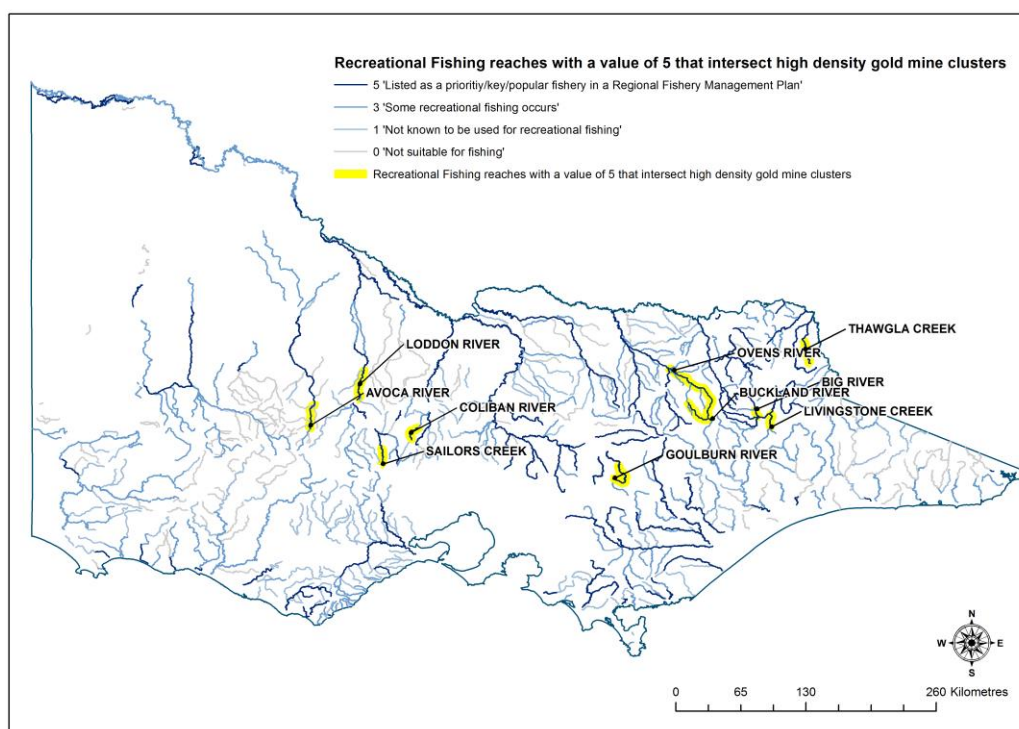 Recreational Fishing reaches with a value of 5 that intersect high density gold mine clusters
5 'Listed as a prioritiy/key/popular fishery in a Regional Fishery Management Plan'
3 'Some recreational fishing occurs'
1 'Not known to be used for recreational fishing'
0 'Not suitable for fishing'
Recreational Fishing reaches with a value of 5 that intersect high density gold mine clusters
THAWGLA CREEK
LODDON RIVER
OVENS RIVER
BIG RIVER
AVOCA RIVER
BUCKLAND RIVER
COLIBAN RIVER
LIVINGSTONE CREEK
SAILORS CREEK
GOULBURN RIVER
N
W E
S
0 65 130 260 Kilometres